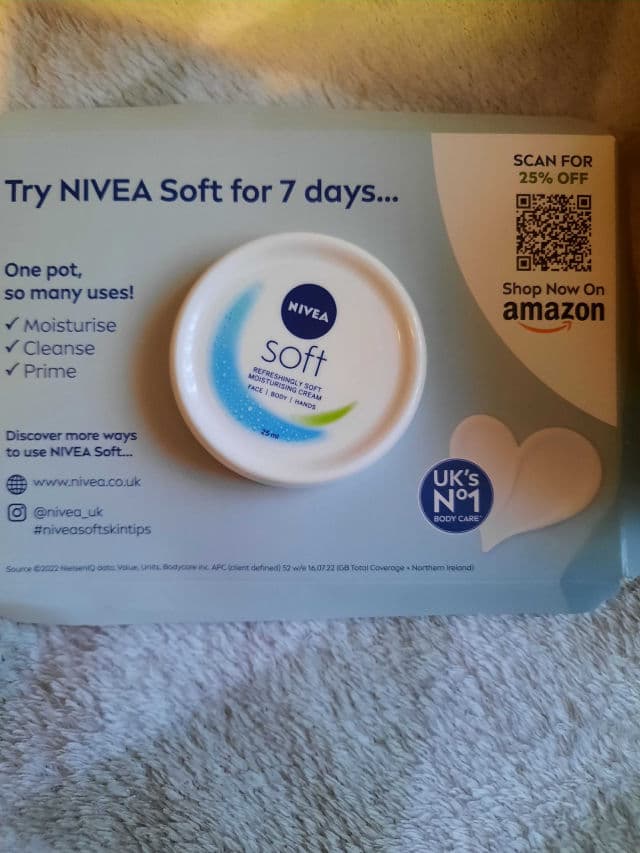 Try NIVEA Soft for 7 days...
One pot,
so many uses!
✓ Moisturise
✓ Cleanse
✓ Prime
Discover more ways
to use NIVEA Soft...
www.nivea.co.uk
@nivea_uk
#niveasoftskintips
NIVEA
soft
REFRESHINGLY SOFT
MOISTURISING CREAM
FACE | BODY | HANDS
25 ml
SCAN FOR
25% OFF
Shop Now On
amazon
UK's
Nº1
BODY CARE*
Source ©2022 NielsenIQ data, Value, Units, Bodycare inc. APC (client defined) 52 w/e 16.07.22 (GB Total Coverage + Northern Ireland)